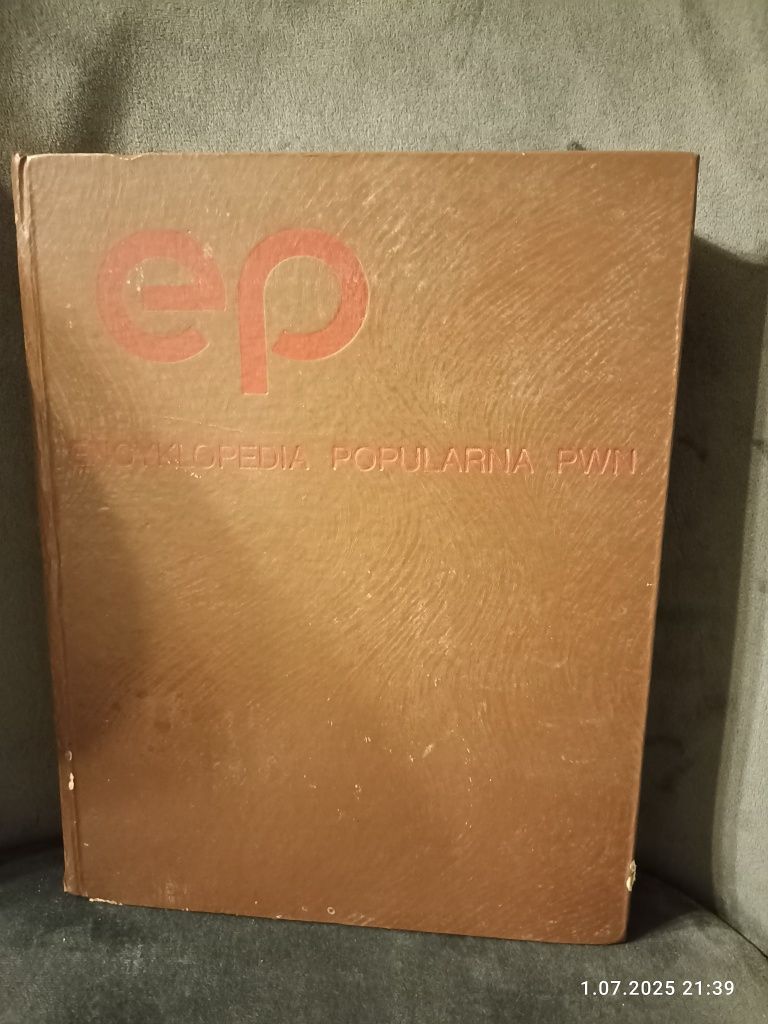 ep
ENCYKLOPEDIA POPULARNA PWN
1.07.2025 21:39